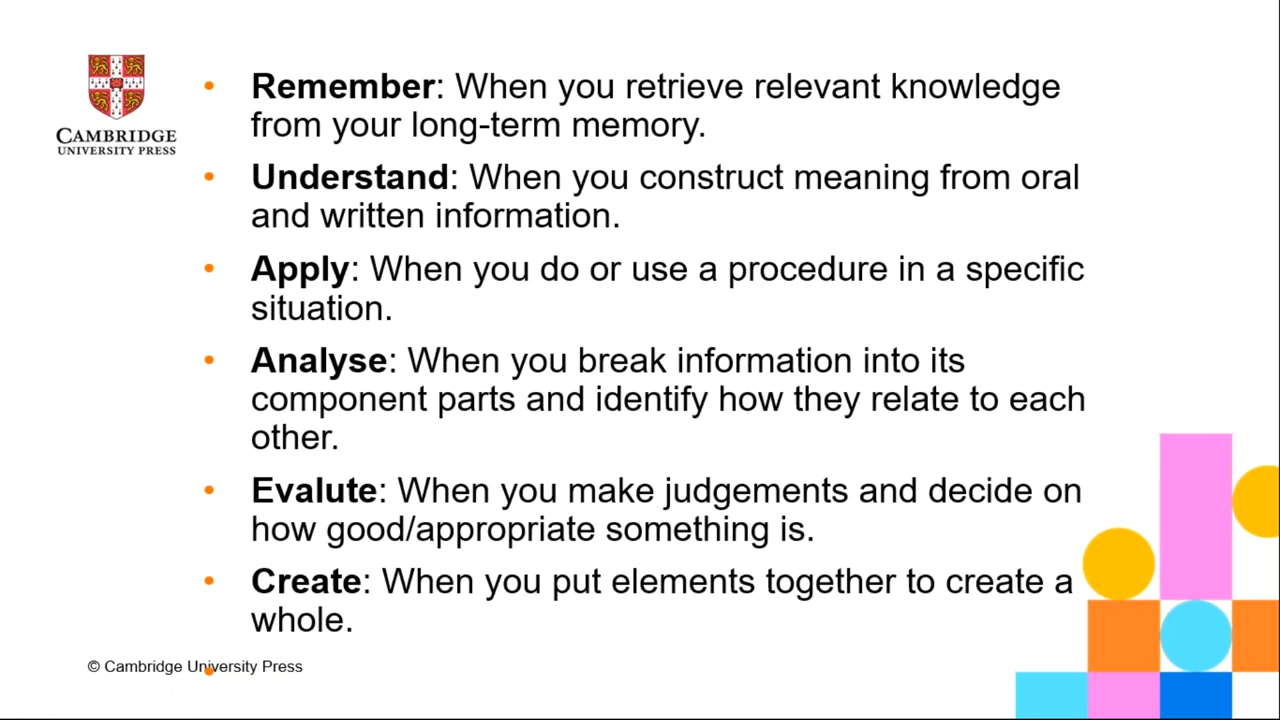 CAMBRIDGE
UNIVERSITY PRESS
• Remember: When you retrieve relevant knowledge
from your long-term memory.
• Understand: When you construct meaning from oral
and written information.
• Apply: When you do or use a procedure in a specific
situation.
• Analyse: When you break information into its
component parts and identify how they relate to each
other.
• Evalute: When you make judgements and decide on
how good/appropriate something is.
• Create: When you put elements together to create a
whole.
© Cambridge University Press